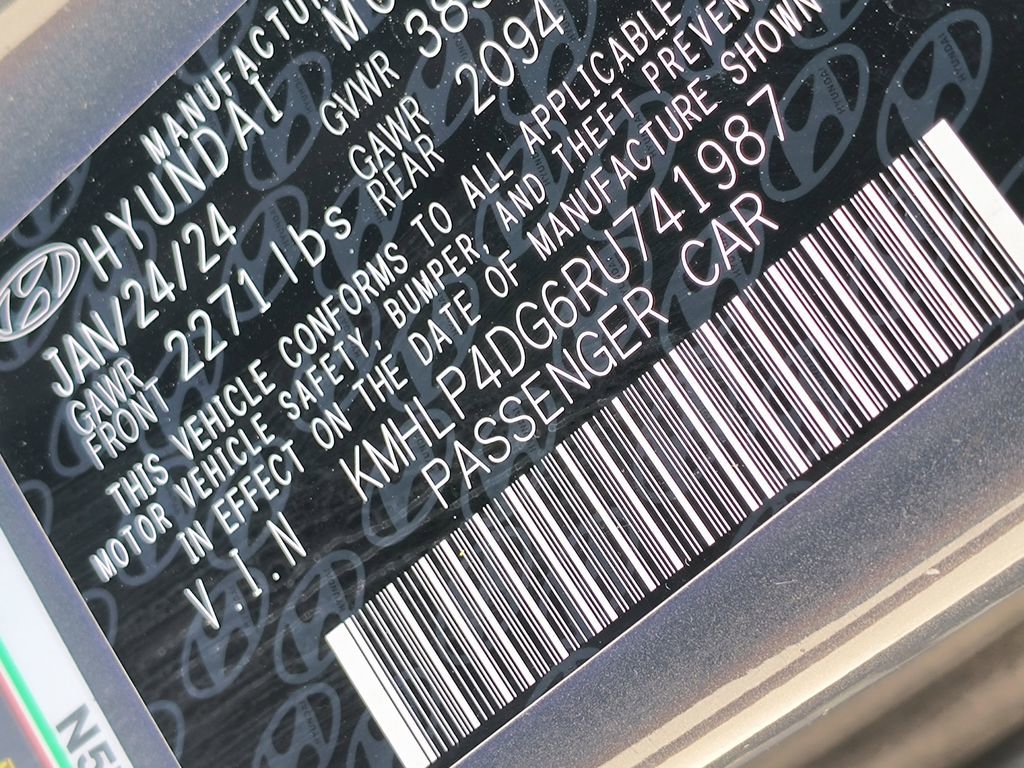 MANUFACTU
HYUNDAI MO
JAN/24/24 GVWR 38
GAWR FRONT 2271 lbs GAWR REAR 2094
THIS VEHICLE CONFORMS TO ALL APPLICABLE
MOTOR VEHICLE SAFETY, BUMPER, AND THEFT PREVEN
IN EFFECT ON THE DATE OF MANUFACTURE SHOWN
V.I.N KMHLP4DG6RU741987
PASSENGER CAR
N5